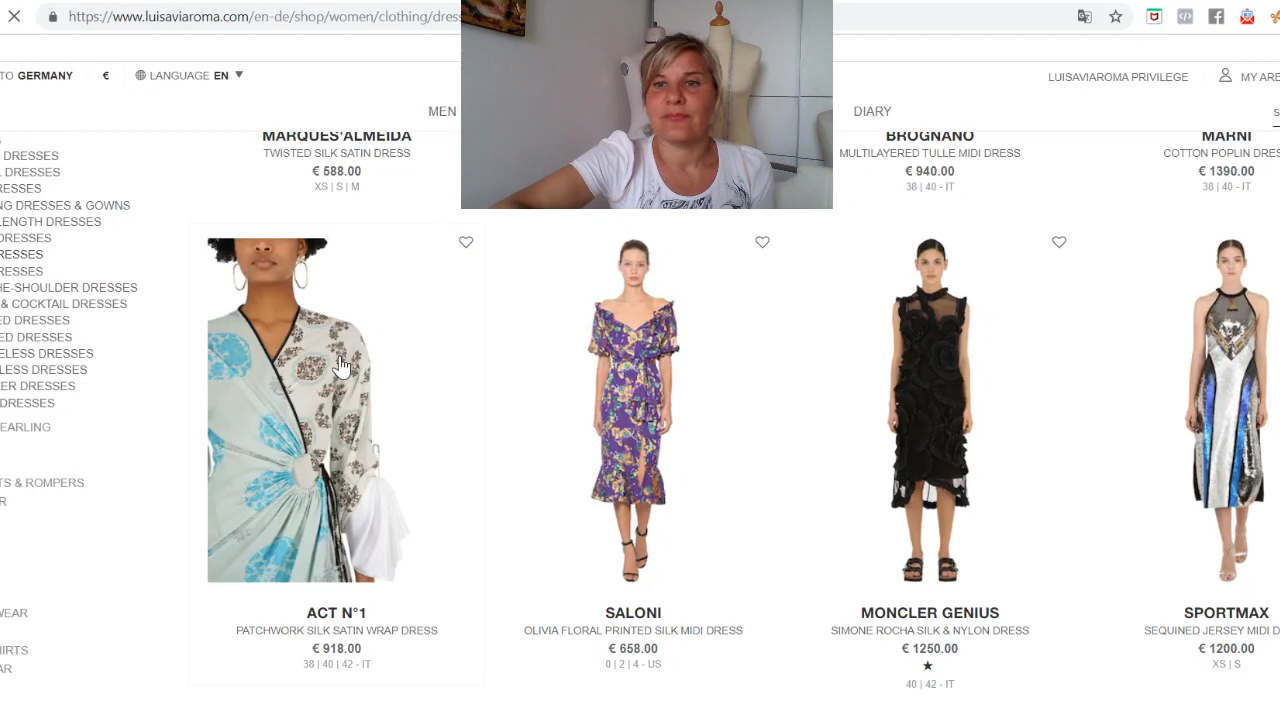 https://www.luisaviaroma.com/en-de/shop/women/clothing/dres
TO GERMANY € LANGUAGE EN
LUISAVIAROMA PRIVILEGE MY ARE
MEN DIARY S
MARQUES'ALMEIDA
TWISTED SILK SATIN DRESS
€ 588.00
XS | S | M
BROGNANO
MULTILAYERED TULLE MIDI DRESS
€ 940.00
38 | 40 - IT
MARNI
COTTON POPLIN DRES
€ 1390.00
38 | 40 - IT
S
DRESSES
L DRESSES
RESSES
NG DRESSES & GOWNS
LENGTH DRESSES
DRESSES
RESSES
RESSES
HE-SHOULDER DRESSES
& COCKTAIL DRESSES
ED DRESSES
ED DRESSES
ELESS DRESSES
LESS DRESSES
ER DRESSES
DRESSES
EARLING
TS & ROMPERS
R
WEAR
HIRTS
AR
ACT N°1
PATCHWORK SILK SATIN WRAP DRESS
€ 918.00
38 | 40 | 42 - IT
SALONI
OLIVIA FLORAL PRINTED SILK MIDI DRESS
€ 658.00
0 | 2 | 4 - US
MONCLER GENIUS
SIMONE ROCHA SILK & NYLON DRESS
€ 1250.00
★
40 | 42 - IT
SPORTMAX
SEQUINED JERSEY MIDI D
€ 1200.00
XS | S